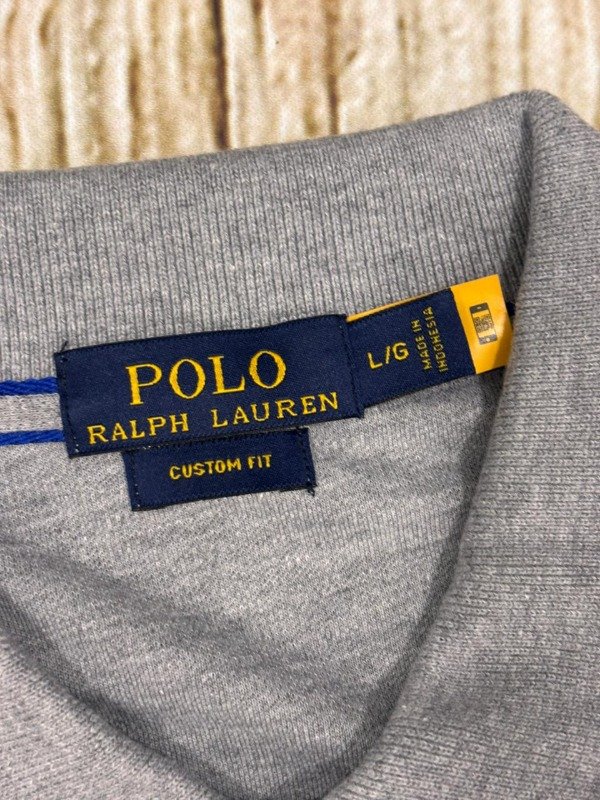 POLO
RALPH LAUREN
CUSTOM FIT
L/G
MADE IN
INDONESIA